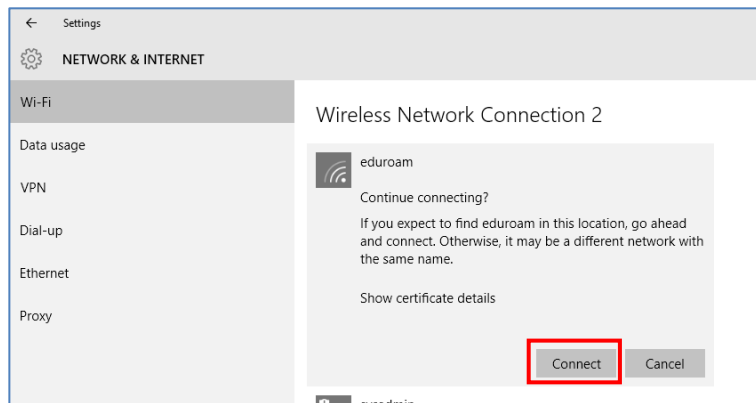 Settings
NETWORK & INTERNET
Wi-Fi
Data usage
VPN
Dial-up
Ethernet
Proxy
Wireless Network Connection 2
eduroam
Continue connecting?
If you expect to find eduroam in this location, go ahead
and connect. Otherwise, it may be a different network with
the same name.
Show certificate details
Connect
Cancel